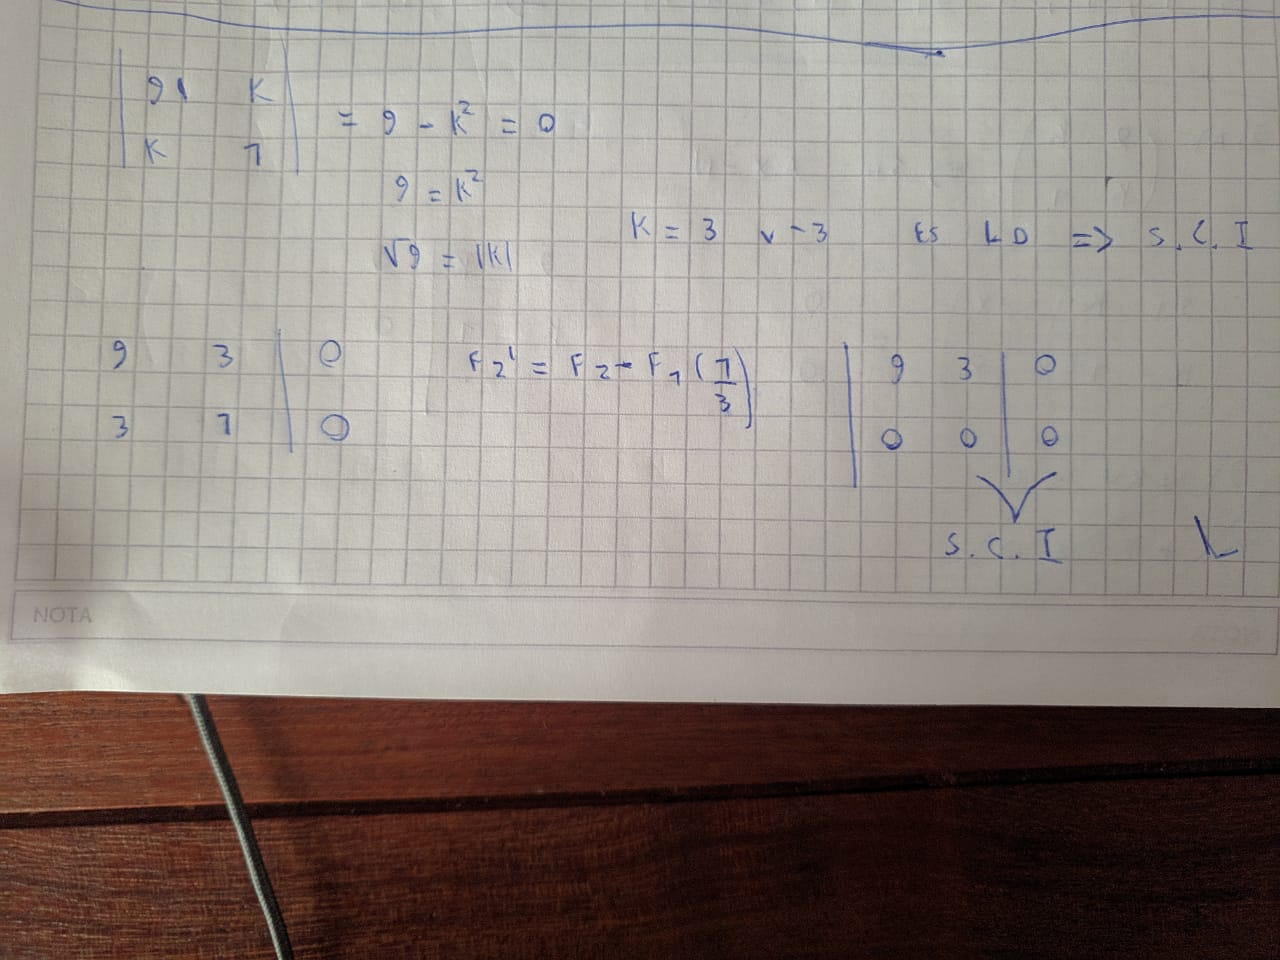 | 9 K |
= 9 - K² = 0
| K 1 |
9 = K²
√9 = |K|
K = 3 v -3 ES LD => S.C.I
9 3 | 0
3 1 | 0
F2' = F2 - F1 (1/3)
| 9 3 | 0
| 0 0 | 0
S.C.I
NOTA